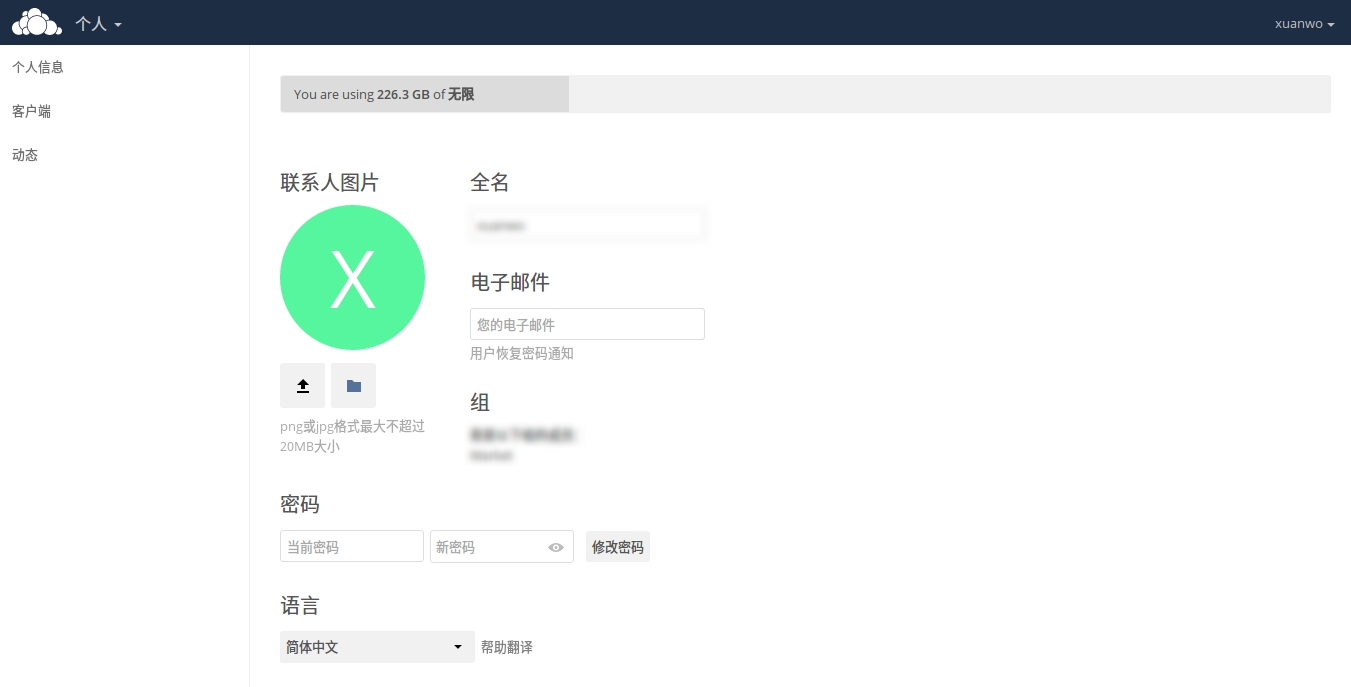 个人
xuanwo
个人信息
客户端
动态
You are using 226.3 GB of 无限
联系人图片
X
png或jpg格式最大不超过
20MB大小
全名
电子邮件
您的电子邮件
用户恢复密码通知
组
密码
当前密码
新密码
修改密码
语言
简体中文
帮助翻译